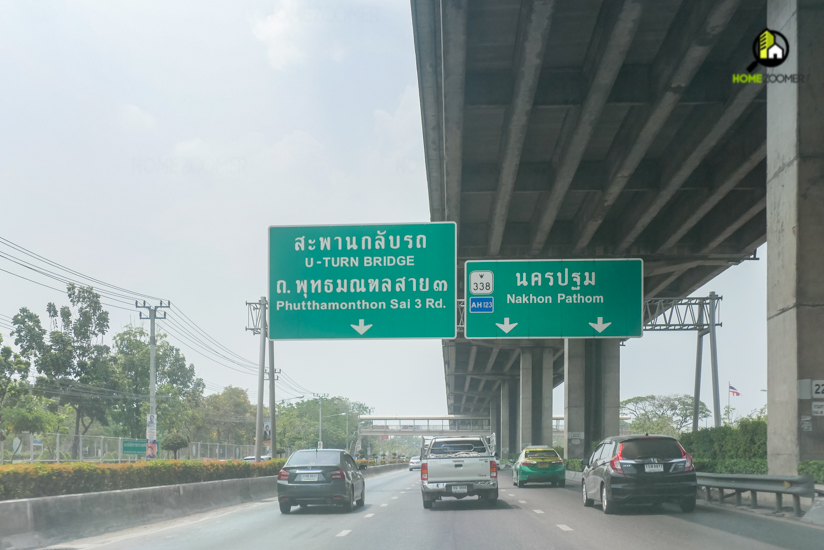 HOMEROOMER
สะพานกลับรถ
U-TURN BRIDGE
ถ. พุทธมณฑลสาย ๓
Phutthamonthon Sai 3 Rd.
338
นครปฐม
AH123
Nakhon Pathom
22